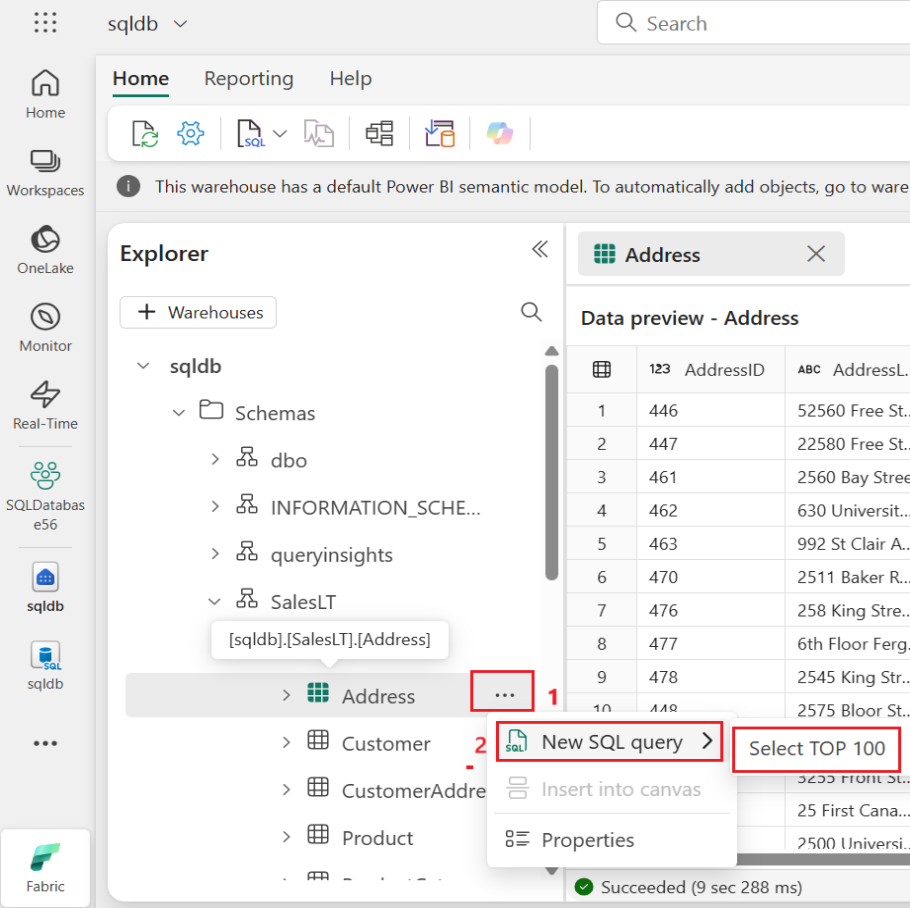 sqldb
Search
Home
Workspaces
OneLake
Monitor
Real-Time
SQLDatabas
e56
sqldb
sqldb
Fabric
Home Reporting Help
SQL
This warehouse has a default Power BI semantic model. To automatically add objects, go to ware
Explorer
+ Warehouses
sqldb
Schemas
dbo
INFORMATION_SCHE...
queryinsights
SalesLT
[sqldb].[SalesLT].[Address]
Address ... 1
Customer
CustomerAddre
Product
2
SQL New SQL query
Select TOP 100
Insert into canvas
Properties
Address
Data preview - Address
123 AddressID ABC AddressL...
1 446 52560 Free St...
2 447 22580 Free St...
3 461 2560 Bay Stree
4 462 630 Universit...
5 463 992 St Clair A...
6 470 2511 Baker R...
7 476 258 King Stre...
8 477 6th Floor Ferg...
9 478 2545 King Str...
10 448 2575 Bloor St...
3255 Front St...
25 First Cana...
2500 Universi...
Succeeded (9 sec 288 ms)